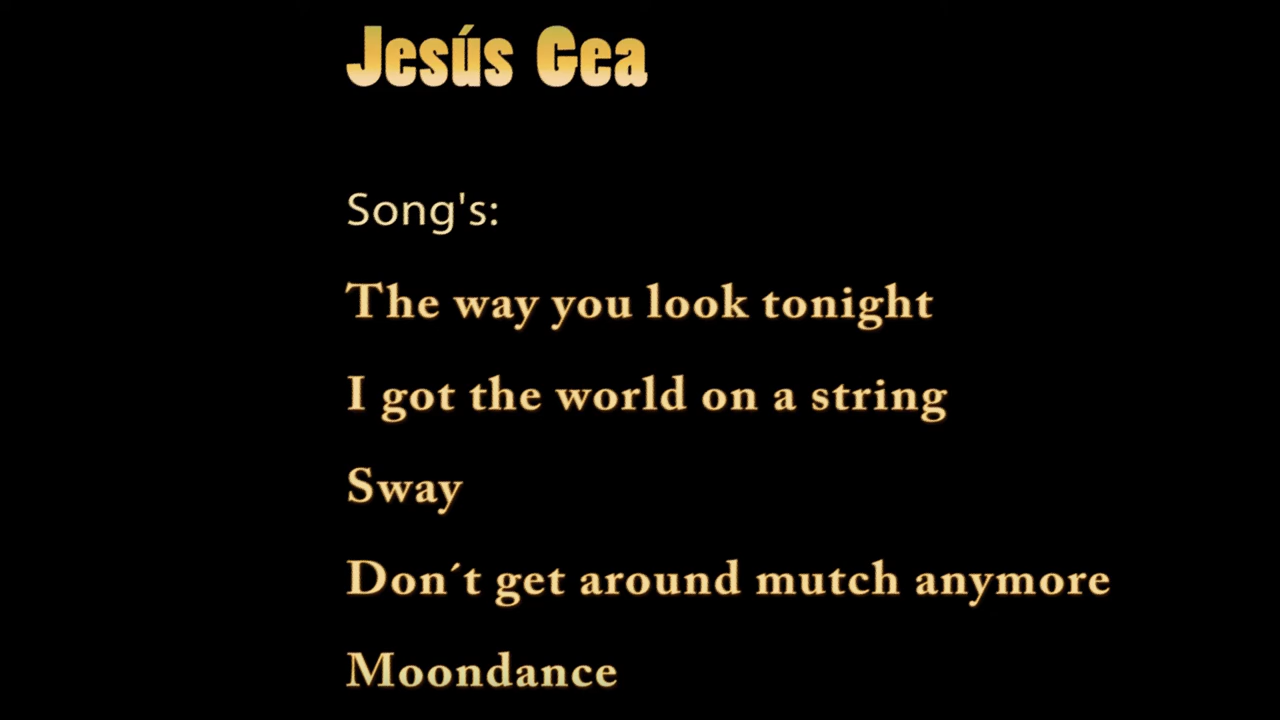 Jesús Gea
Song's:
The way you look tonight
I got the world on a string
Sway
Don´t get around mutch anymore
Moondance